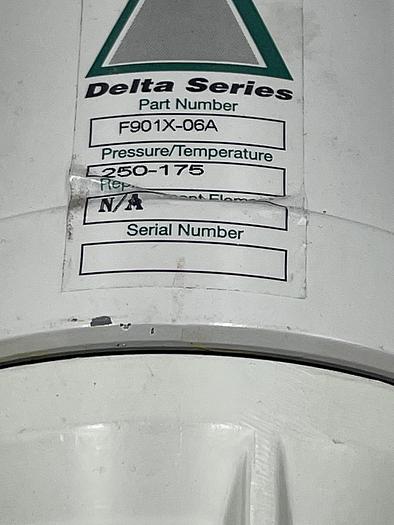 Delta Series
Part Number
F901X-06A
Pressure/Temperature
250-175
N/A
Serial Number